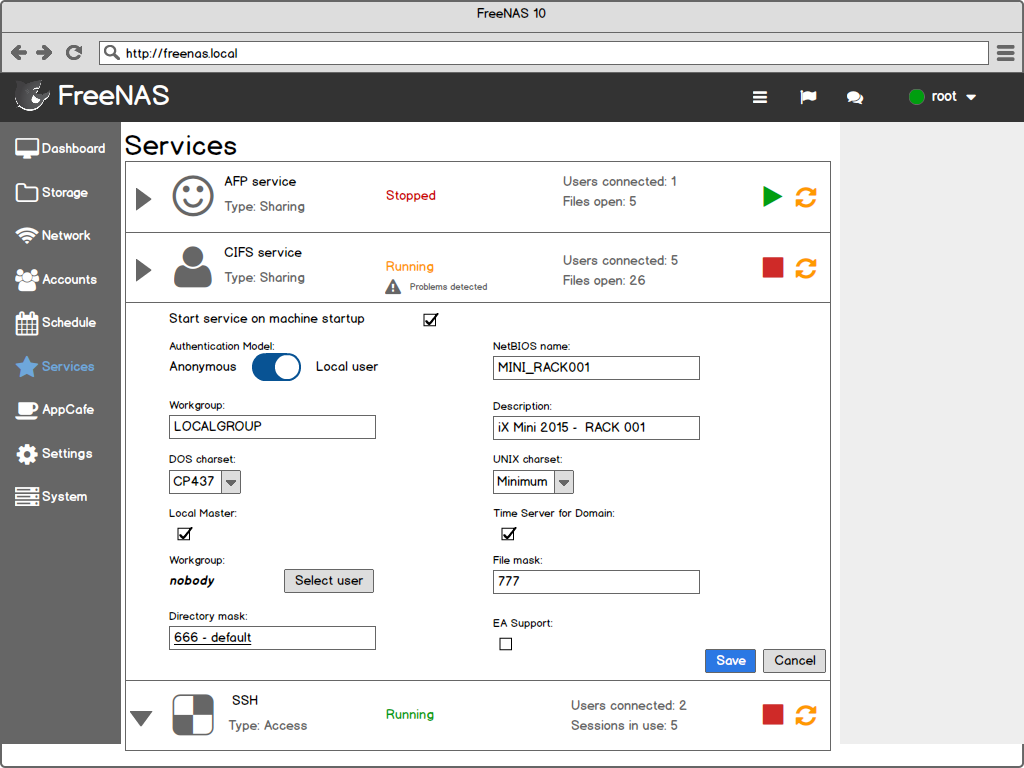 FreeNAS 10
http://freenas.local
FreeNAS
root
Dashboard
Storage
Network
Accounts
Schedule
Services
AppCafe
Settings
System
Services
AFP service
Type: Sharing
Stopped
Users connected: 1
Files open: 5
CIFS service
Type: Sharing
Running
Problems detected
Users connected: 5
Files open: 26
Start service on machine startup
Authentication Model:
Anonymous Local user
NetBIOS name:
MINI_RACK001
Workgroup:
LOCALGROUP
Description:
iX Mini 2015 - RACK 001
DOS charset:
CP437
UNIX charset:
Minimum
Local Master:
Time Server for Domain:
Workgroup:
nobody
Select user
File mask:
777
Directory mask:
666 - default
EA Support:
Save
Cancel
SSH
Type: Access
Running
Users connected: 2
Sessions in use: 5